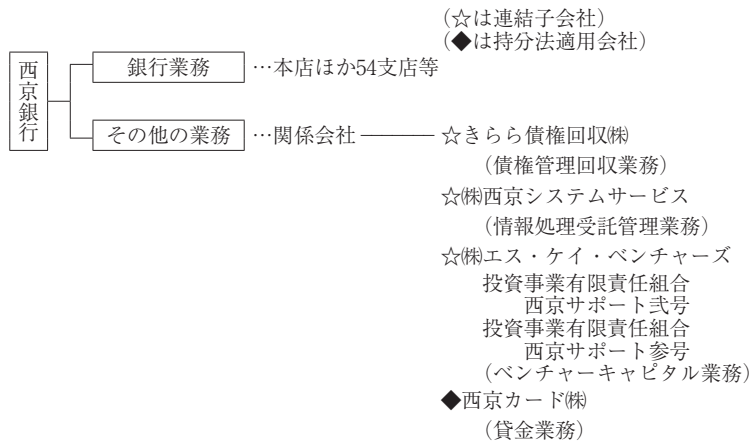 (☆は連結子会社)
(◆は持分法適用会社)
西京銀行
銀行業務 …本店ほか54支店等
その他の業務 …関係会社 ――― ☆きらら債権回収㈱
(債権管理回収業務)
☆㈱西京システムサービス
(情報処理受託管理業務)
☆㈱エス・ケイ・ベンチャーズ
投資事業有限責任組合
西京サポート弐号
投資事業有限責任組合
西京サポート参号
(ベンチャーキャピタル業務)
◆西京カード㈱
(貸金業務)